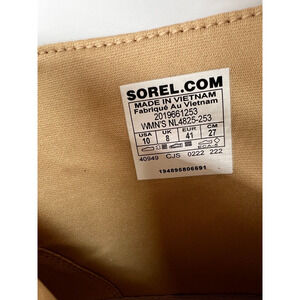 SOREL.COM
MADE IN VIETNAM
Fabriqué Au Vietnam
2019661253
WMN'S NL4825-253
USA UK EUR CM
10 8 41 27
40949 CJS 0222 222
194895806691